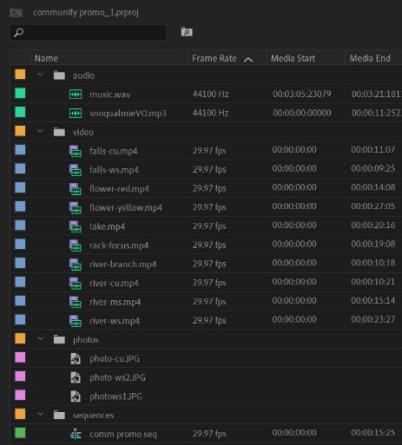 community promo_1.prproj
Name Frame Rate Media Start Media End
audio
music.wav 44100 Hz 00:03:05:23079 00:03:21:181
snoqualmieVO.mp3 44100 Hz 00:00:00:00000 00:00:11:252
video
falls-cu.mp4 29.97 fps 00:00:00:00 00:00:11:07
falls-ws.mp4 29.97 fps 00:00:00:00 00:00:09:25
flower-red.mp4 29.97 fps 00:00:00:00 00:00:14:08
flower-yellow.mp4 29.97 fps 00:00:00:00 00:00:27:05
lake.mp4 29.97 fps 00:00:00:00 00:00:20:16
rack-focus.mp4 29.97 fps 00:00:00:00 00:00:19:08
river-branch.mp4 29.97 fps 00:00:00:00 00:00:10:18
river-cu.mp4 29.97 fps 00:00:00:00 00:00:10:21
river-ms.mp4 29.97 fps 00:00:00:00 00:00:15:14
river-ws.mp4 29.97 fps 00:00:00:00 00:00:23:27
photos
photo-cu.JPG
photo-ws2.JPG
photows1.JPG
sequences
comm promo seq 29.97 fps 00:00:00:00 00:00:15:25